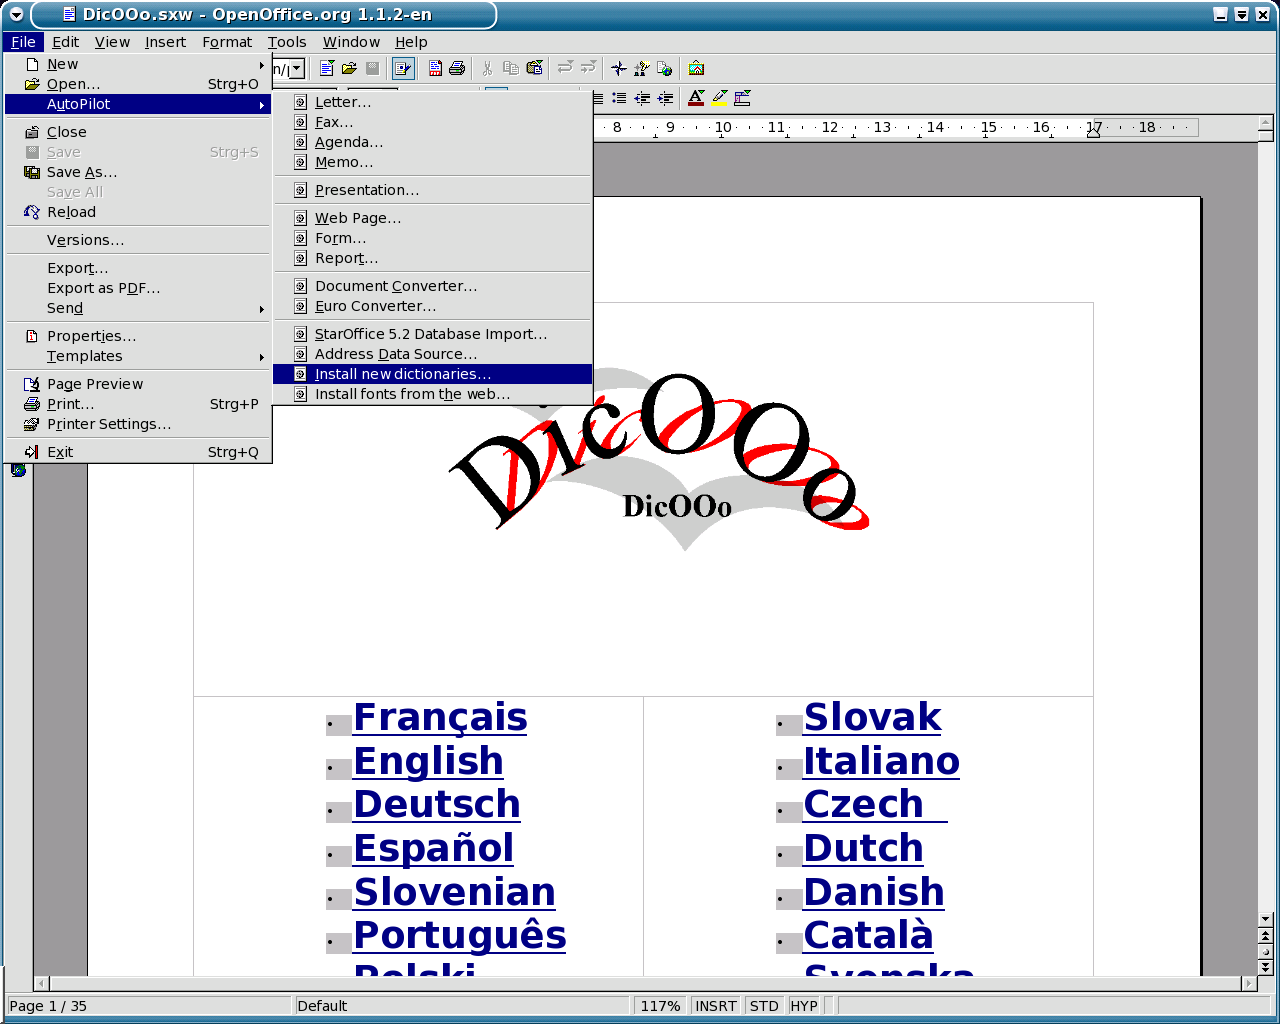 DicOOo.sxw - OpenOffice.org 1.1.2-en
File Edit View Insert Format Tools Window Help
New
Open... Strg+O
AutoPilot
Close
Save Strg+S
Save As...
Save All
Reload
Versions...
Export...
Export as PDF...
Send
Properties...
Templates
Page Preview
Print... Strg+P
Printer Settings...
Exit Strg+Q
Letter...
Fax...
Agenda...
Memo...
Presentation...
Web Page...
Form...
Report...
Document Converter...
Euro Converter...
StarOffice 5.2 Database Import...
Address Data Source...
Install new dictionaries...
Install fonts from the web...
8 9 10 11 12 13 14 15 16 17 18
DicOOo
DicOOo
Français
English
Deutsch
Español
Slovenian
Português
Polski
Slovak
Italiano
Czech
Dutch
Danish
Català
Svenska
Page 1 / 35 Default 117% INSRT STD HYP